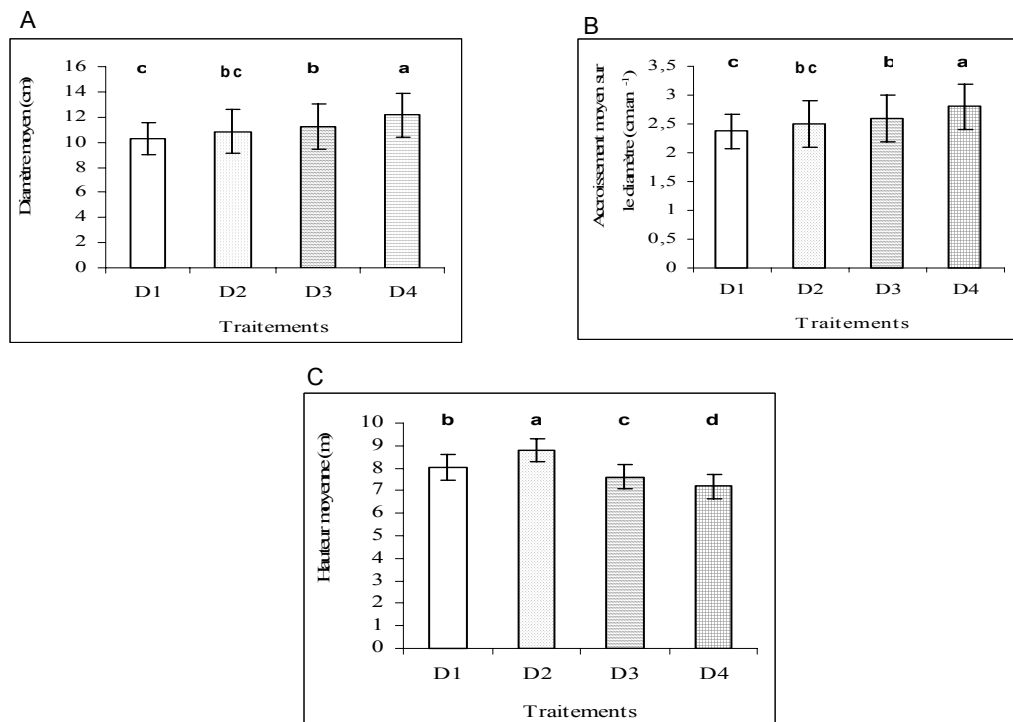 A
Diamètre moyen (cm)
16
14
12
10
8
6
4
2
0
c
bc
b
a
D1
D2
D3
D4
Traitements
B
Accroissement moyen sur
le diamètre (cm an -1)
3,5
3
2,5
2
1,5
1
0,5
0
c
bc
b
a
D1
D2
D3
D4
Traitements
C
Hauteur moyenne (m)
10
9
8
7
6
5
4
3
2
1
0
b
a
c
d
D1
D2
D3
D4
Traitements